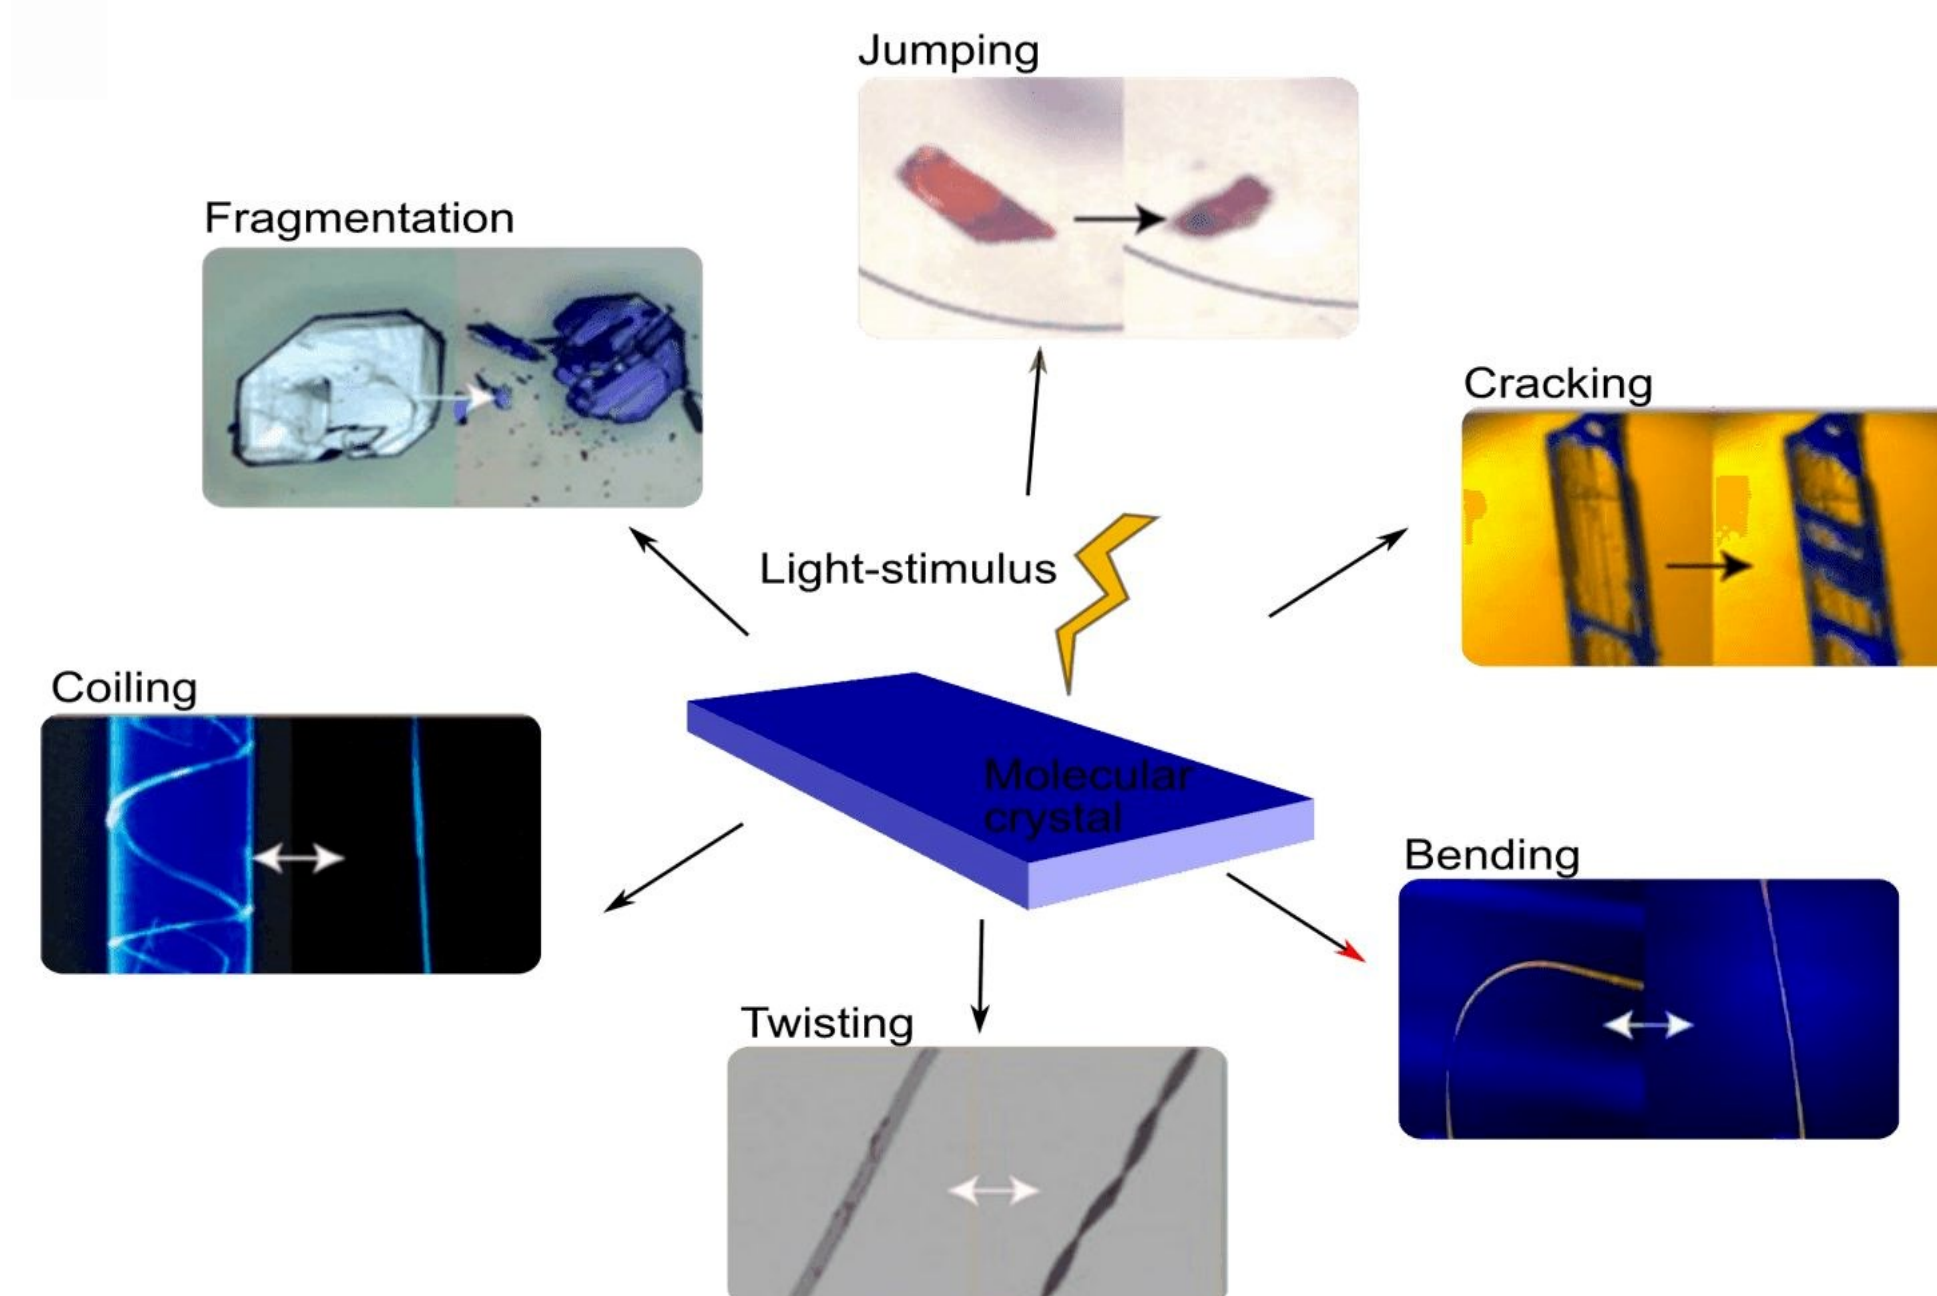 Jumping
Fragmentation
Cracking
Light-stimulus
Coiling
Molecular
crystal
Bending
Twisting